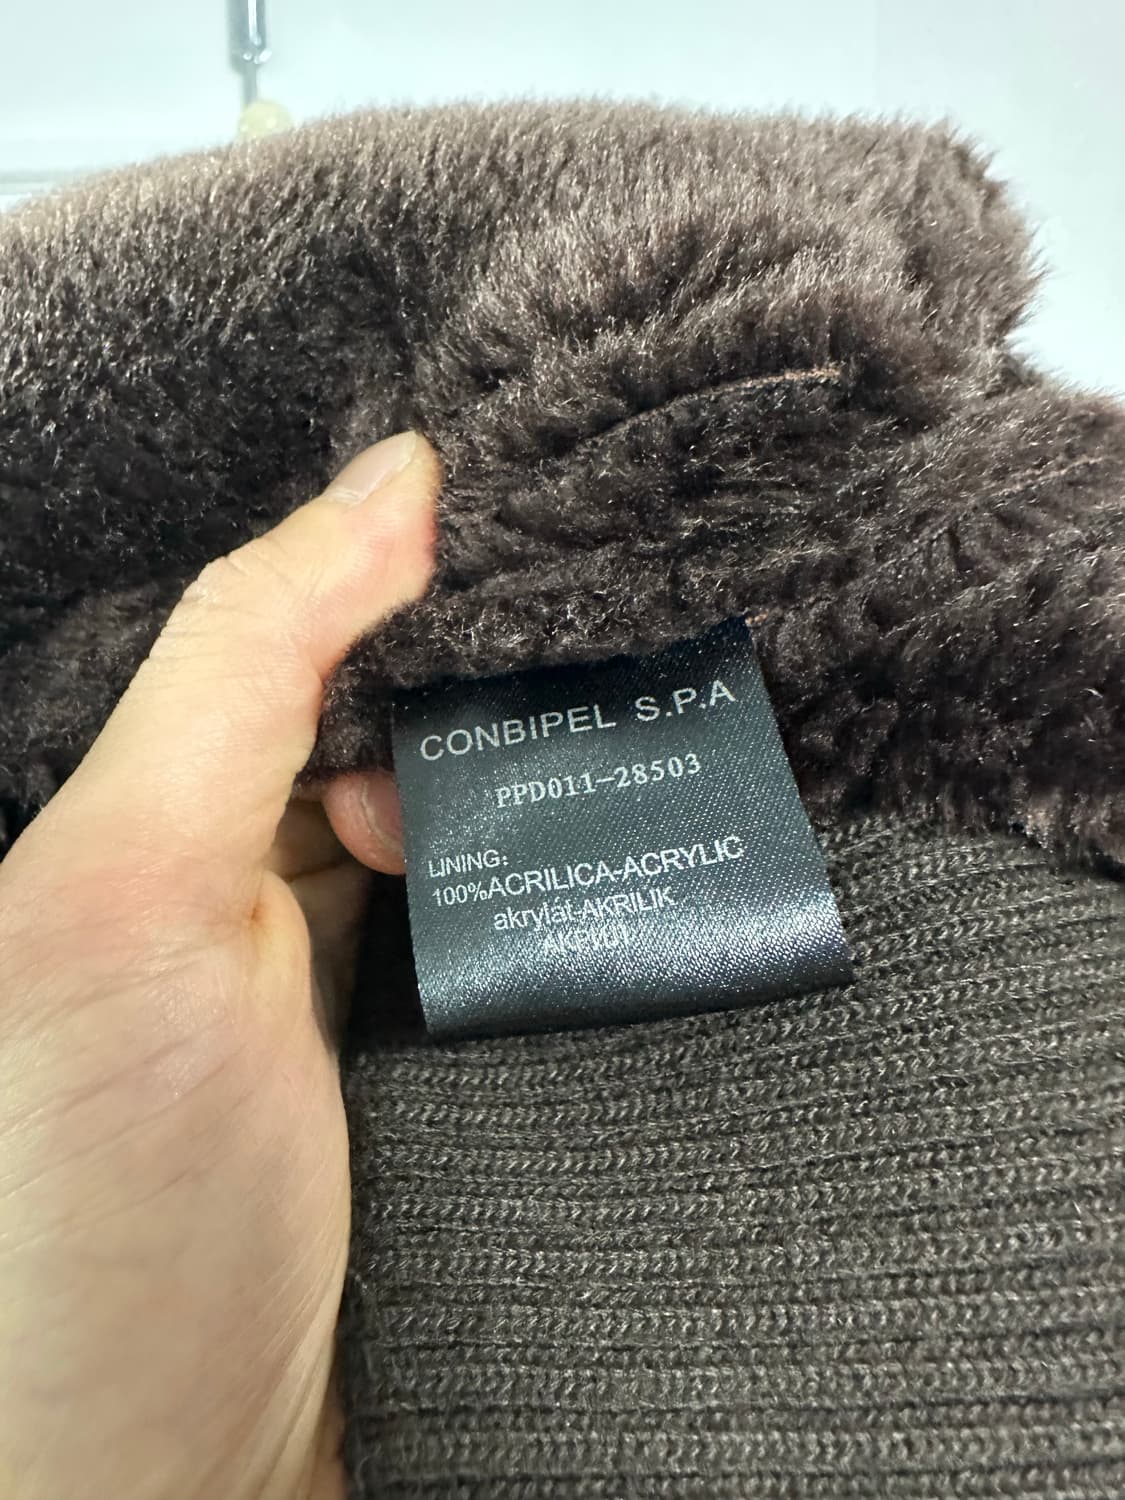 CONBIPEL S.P.A
PPD011-28503
LINING:
100%ACRILICA-ACRYLIC
akrylát-AKRILIK